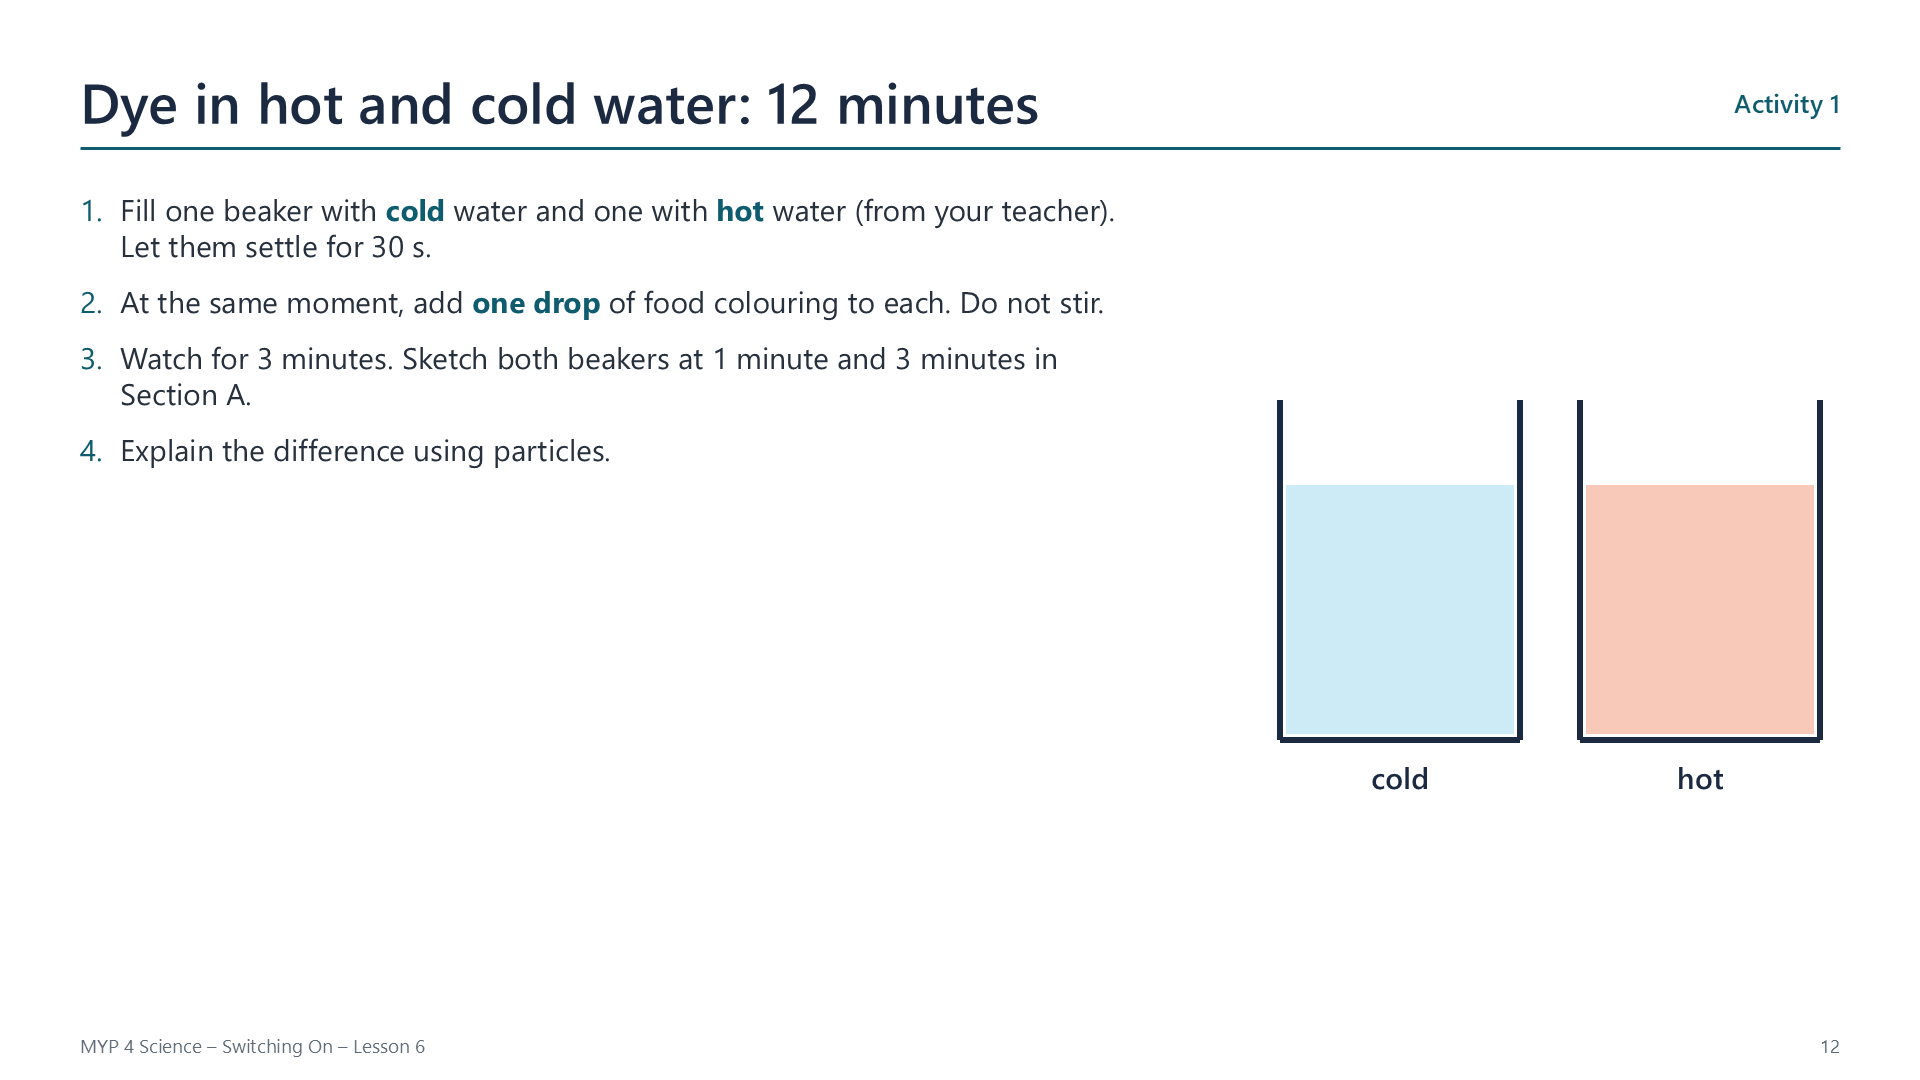 Dye in hot and cold water: 12 minutes
Activity 1
1. Fill one beaker with cold water and one with hot water (from your teacher).
Let them settle for 30 s.
2. At the same moment, add one drop of food colouring to each. Do not stir.
3. Watch for 3 minutes. Sketch both beakers at 1 minute and 3 minutes in
Section A.
4. Explain the difference using particles.
cold
hot
MYP 4 Science – Switching On – Lesson 6
12